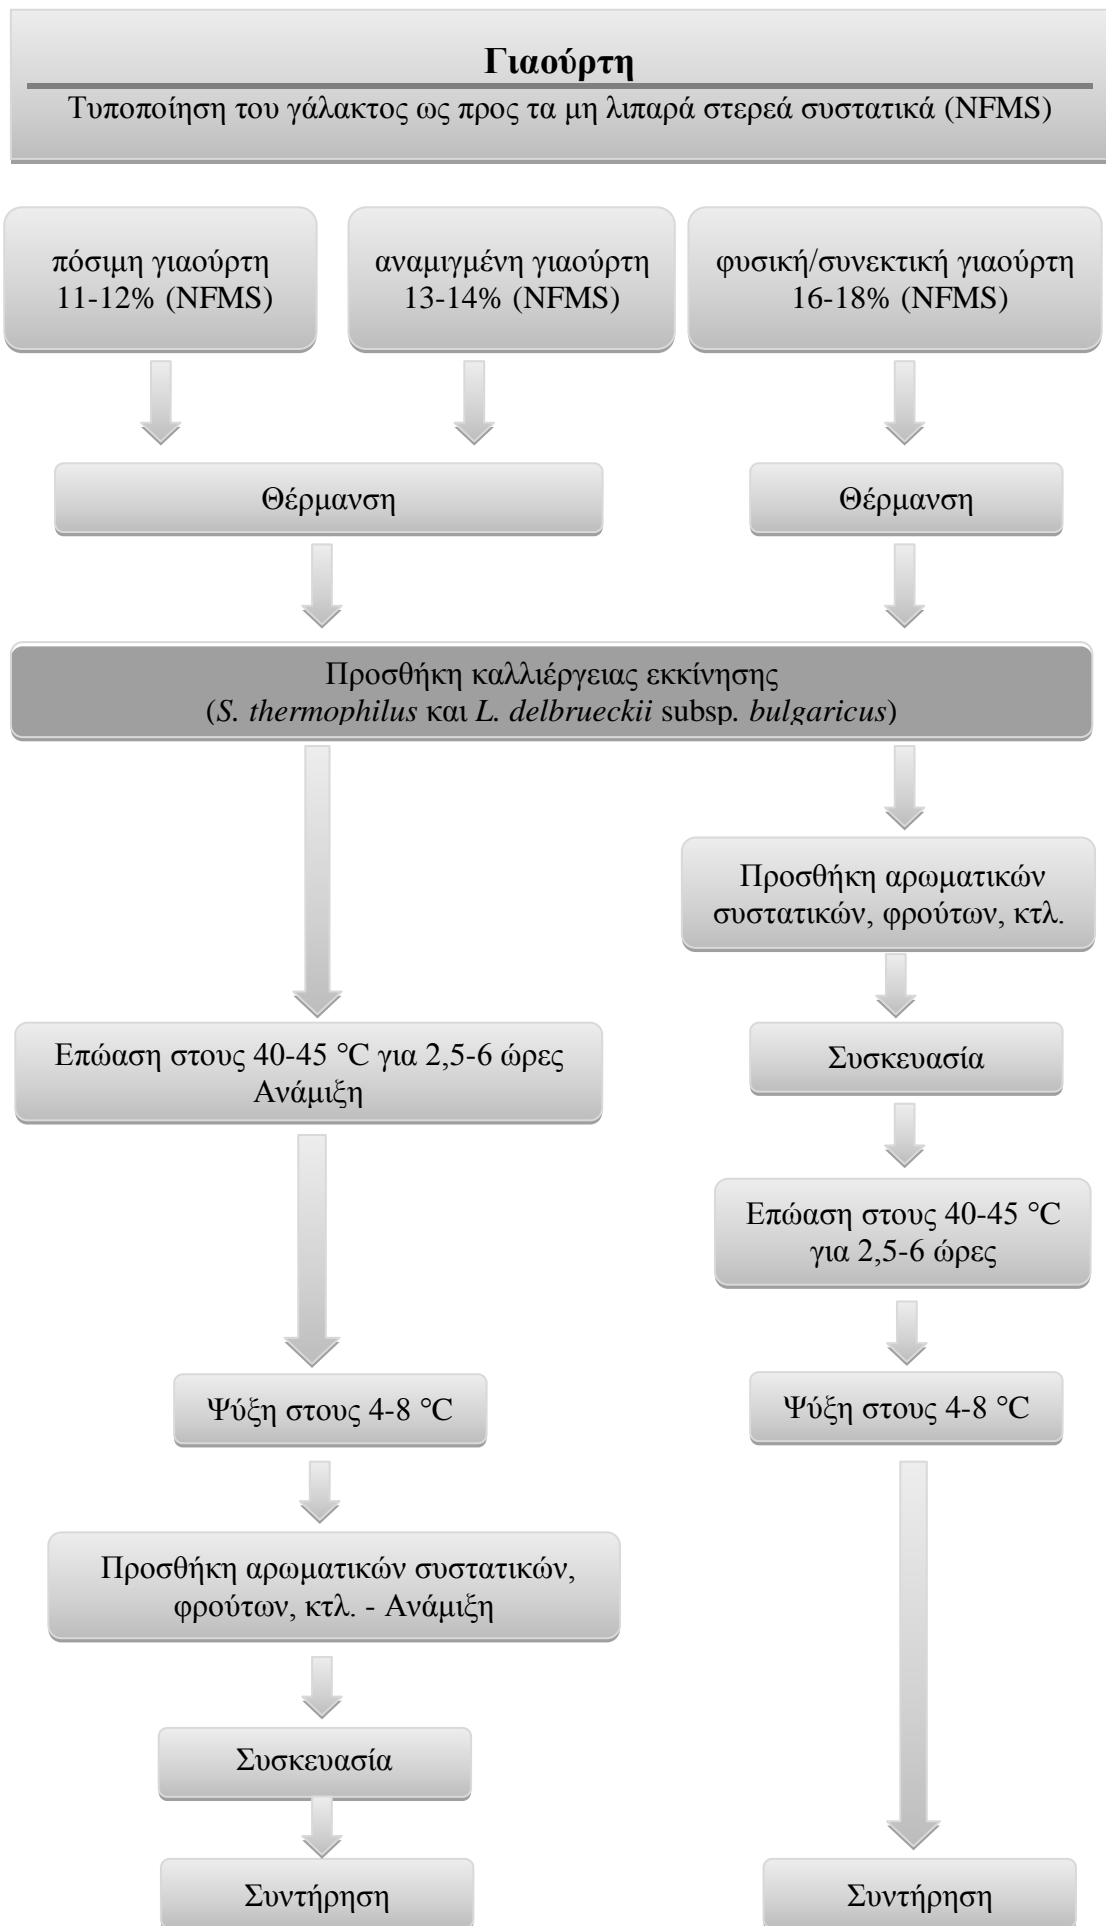 Γιαούρτη
Τυποποίηση του γάλακτος ως προς τα μη λιπαρά στερεά συστατικά (NFMS)
πόσιμη γιαούρτη
11-12% (NFMS)
αναμιγμένη γιαούρτη
13-14% (NFMS)
φυσική/συνεκτική γιαούρτη
16-18% (NFMS)
Θέρμανση
Θέρμανση
Προσθήκη καλλιέργειας εκκίνησης
(S. thermophilus και L. delbrueckii subsp. bulgaricus)
Προσθήκη αρωματικών
συστατικών, φρούτων, κτλ.
Επώαση στους 40-45 °C για 2,5-6 ώρες
Ανάμιξη
Συσκευασία
Επώαση στους 40-45 °C
για 2,5-6 ώρες
Ψύξη στους 4-8 °C
Ψύξη στους 4-8 °C
Προσθήκη αρωματικών συστατικών,
φρούτων, κτλ. - Ανάμιξη
Συσκευασία
Συντήρηση
Συντήρηση